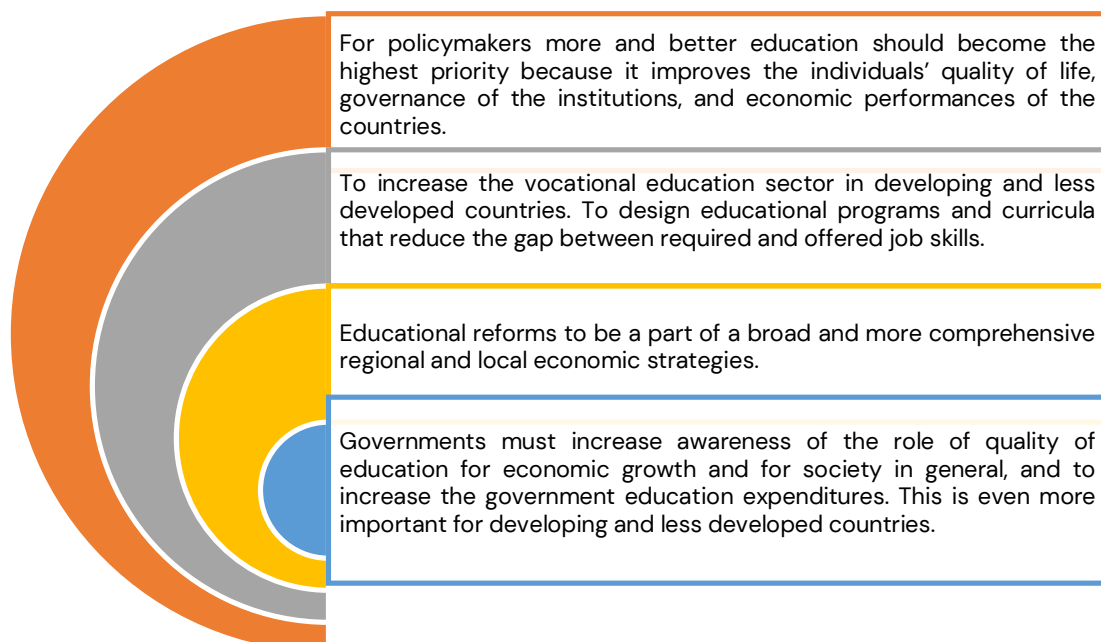 For policymakers more and better education should become the
highest priority because it improves the individuals’ quality of life,
governance of the institutions, and economic performances of the
countries.
To increase the vocational education sector in developing and less
developed countries. To design educational programs and curricula
that reduce the gap between required and offered job skills.
Educational reforms to be a part of a broad and more comprehensive
regional and local economic strategies.
Governments must increase awareness of the role of quality of
education for economic growth and for society in general, and to
increase the government education expenditures. This is even more
important for developing and less developed countries.